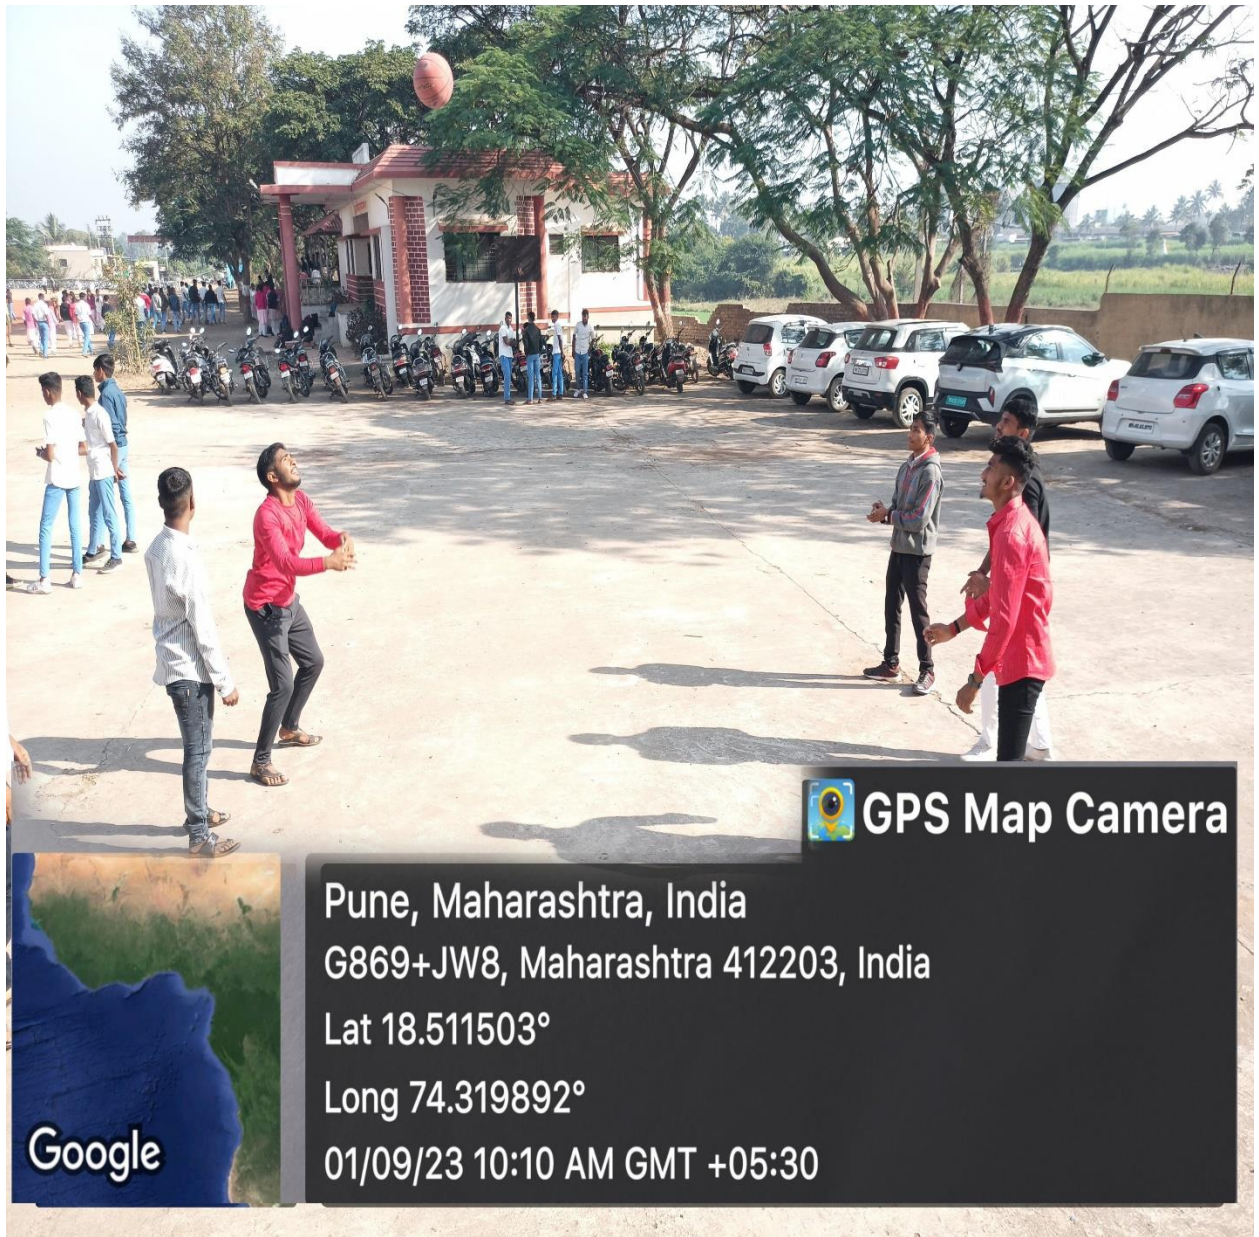 GPS Map Camera
Pune, Maharashtra, India
G869+JW8, Maharashtra 412203, India
Lat 18.511503°
Long 74.319892°
01/09/23 10:10 AM GMT +05:30
Google